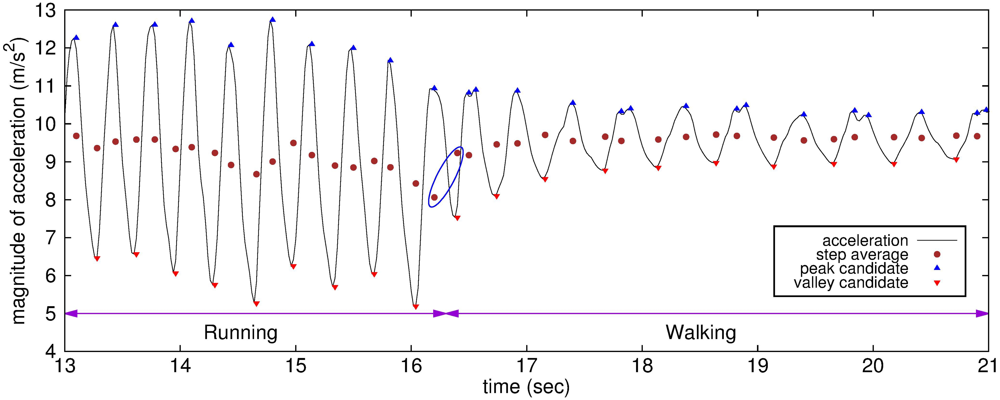 magnitude of acceleration (m/s²)
13
12
11
10
9
8
7
6
5
4
Running
Walking
acceleration
step average
peak candidate
valley candidate
13 14 15 16 17 18 19 20 21
time (sec)